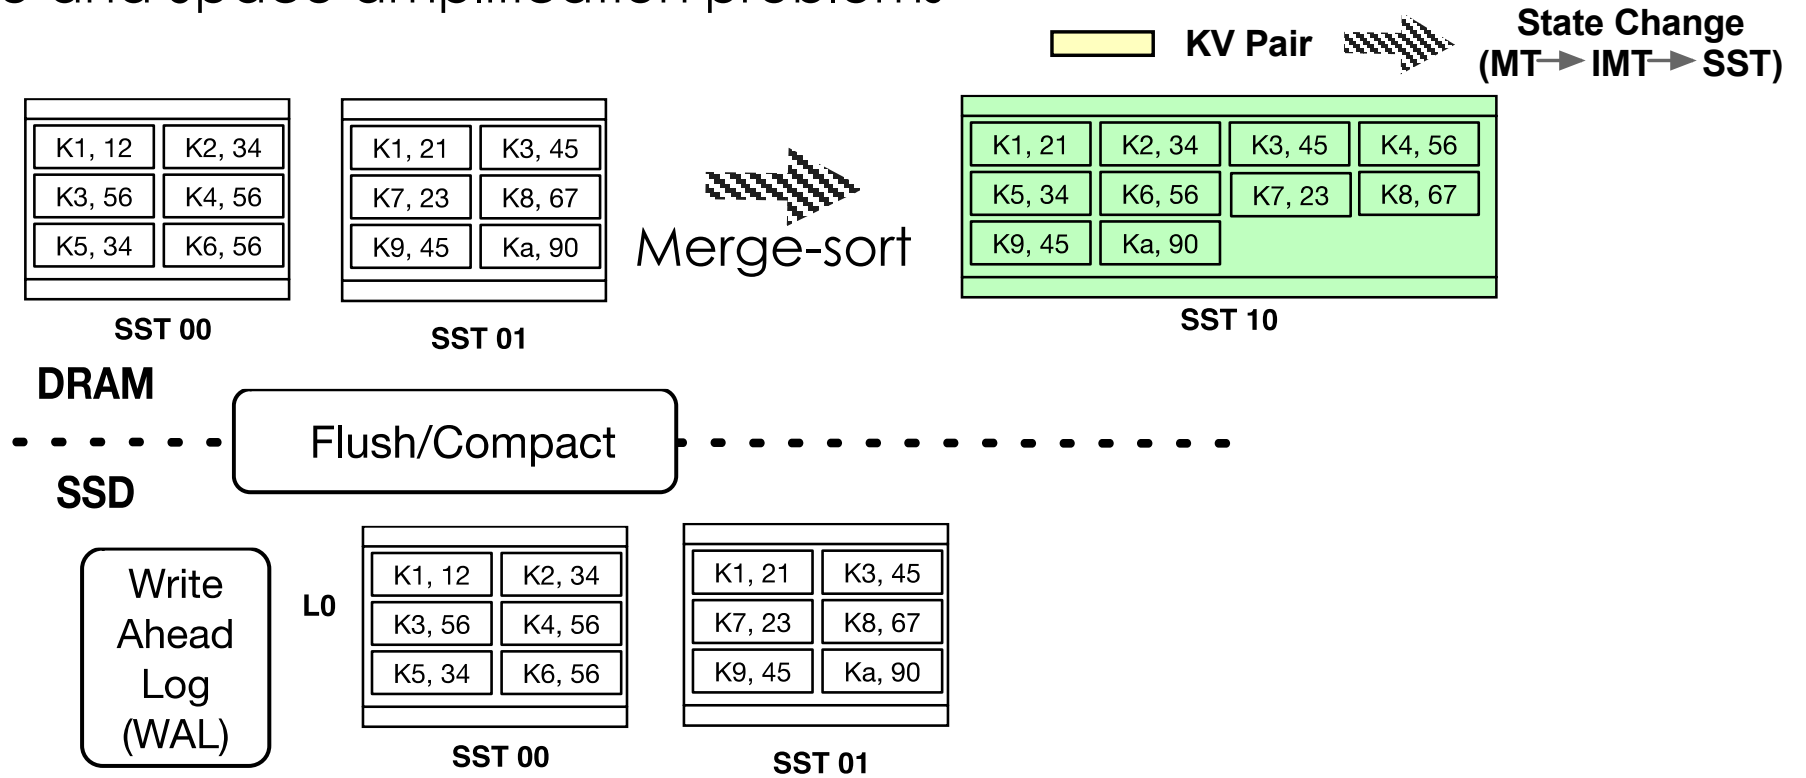 and space amplification problems
KV Pair
State Change
(MT IMT SST)
K1, 12 K2, 34
K3, 56 K4, 56
K5, 34 K6, 56
SST 00
K1, 21 K3, 45
K7, 23 K8, 67
K9, 45 Ka, 90
SST 01
Merge-sort
K1, 21 K2, 34 K3, 45 K4, 56
K5, 34 K6, 56 K7, 23 K8, 67
K9, 45 Ka, 90
SST 10
DRAM
Flush/Compact
SSD
Write
Ahead
Log
(WAL)
L0
K1, 12 K2, 34
K3, 56 K4, 56
K5, 34 K6, 56
SST 00
K1, 21 K3, 45
K7, 23 K8, 67
K9, 45 Ka, 90
SST 01